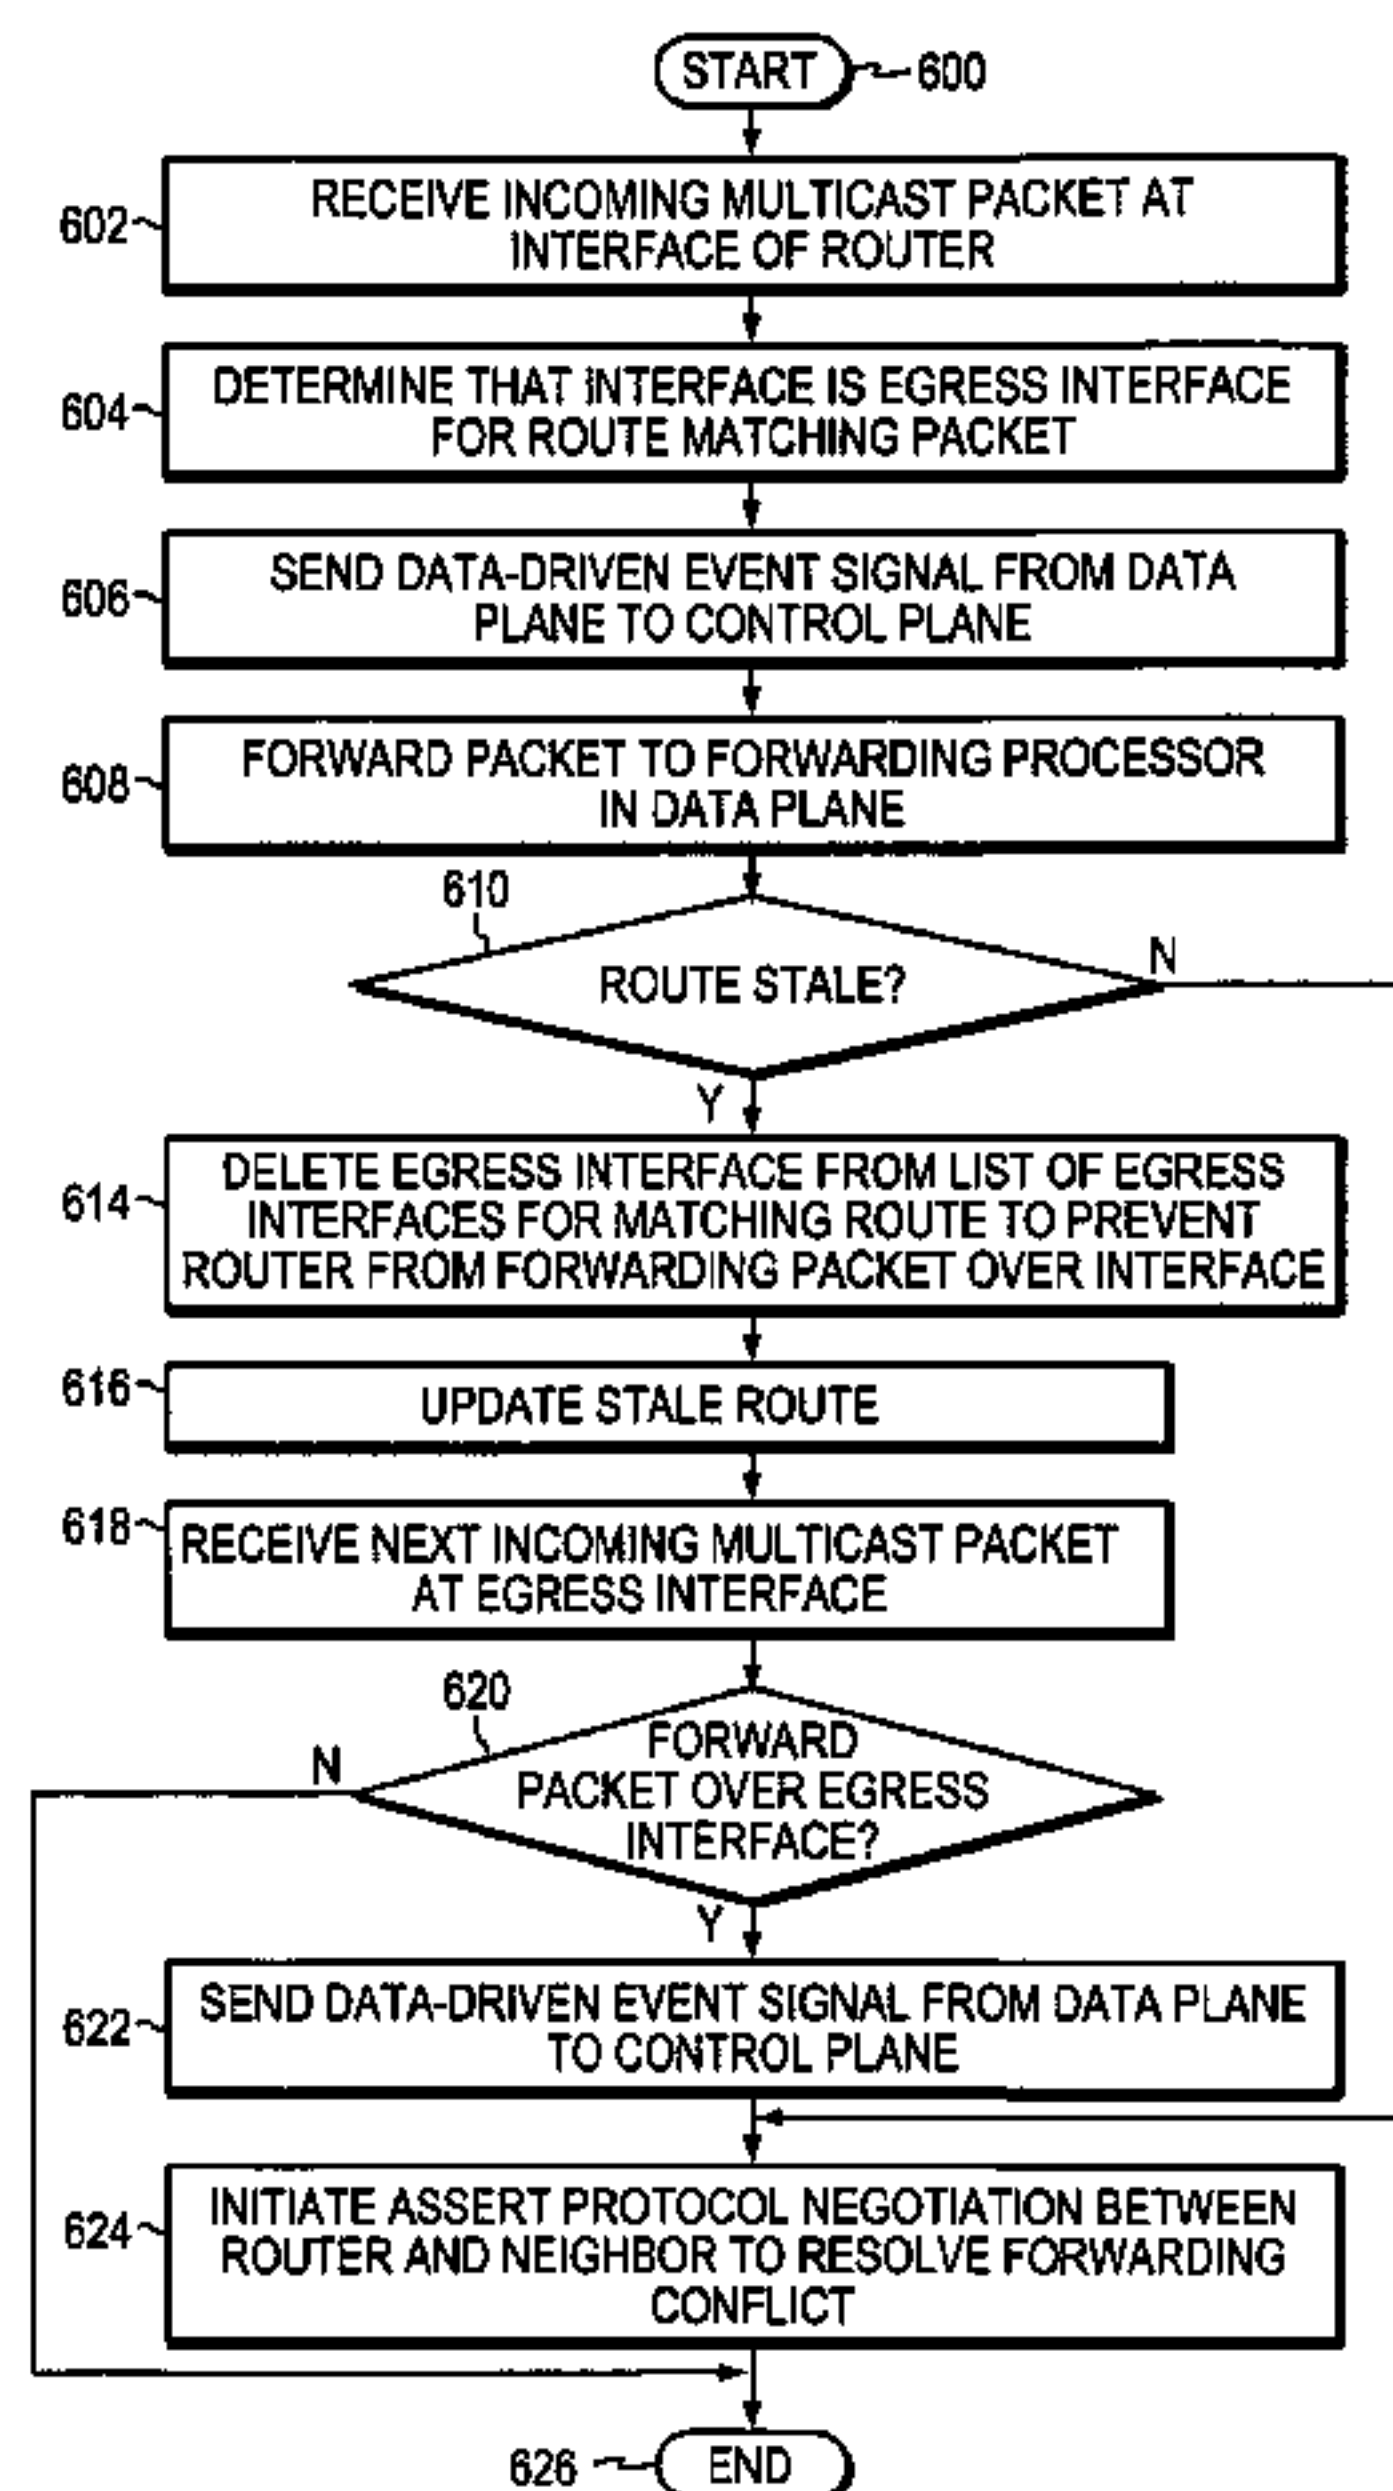 START
600
602
RECEIVE INCOMING MULTICAST PACKET AT
INTERFACE OF ROUTER
604
DETERMINE THAT INTERFACE IS EGRESS INTERFACE
FOR ROUTE MATCHING PACKET
606
SEND DATA-DRIVEN EVENT SIGNAL FROM DATA
PLANE TO CONTROL PLANE
608
FORWARD PACKET TO FORWARDING PROCESSOR
IN DATA PLANE
610
ROUTE STALE?
N
Y
614
DELETE EGRESS INTERFACE FROM LIST OF EGRESS
INTERFACES FOR MATCHING ROUTE TO PREVENT
ROUTER FROM FORWARDING PACKET OVER INTERFACE
616
UPDATE STALE ROUTE
618
RECEIVE NEXT INCOMING MULTICAST PACKET
AT EGRESS INTERFACE
620
N
FORWARD
PACKET OVER EGRESS
INTERFACE?
Y
622
SEND DATA-DRIVEN EVENT SIGNAL FROM DATA PLANE
TO CONTROL PLANE
624
INITIATE ASSERT PROTOCOL NEGOTIATION BETWEEN
ROUTER AND NEIGHBOR TO RESOLVE FORWARDING
CONFLICT
626
END